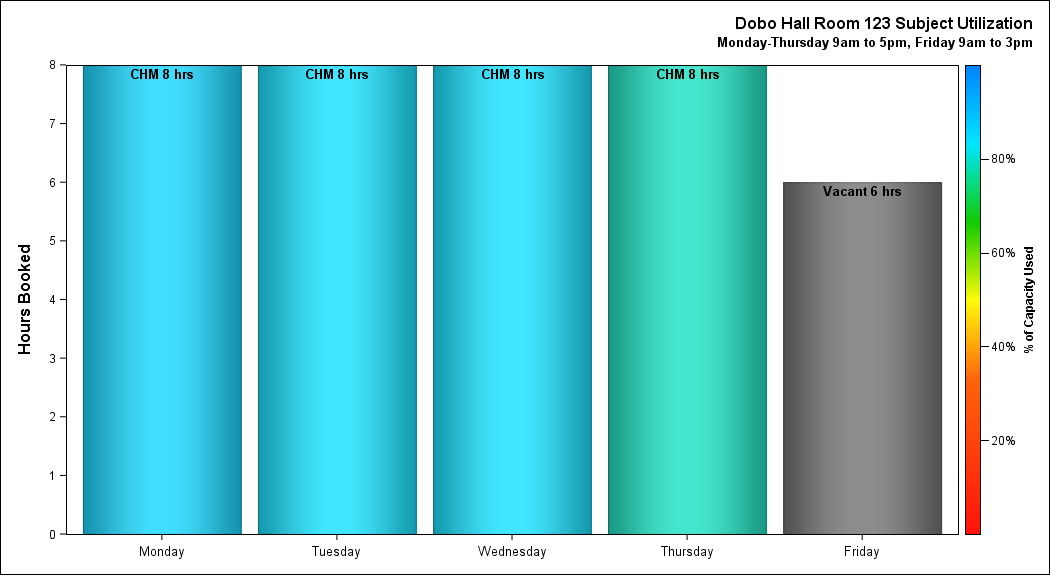 Dobo Hall Room 123 Subject Utilization
Monday-Thursday 9am to 5pm, Friday 9am to 3pm
Hours Booked
8
7
6
5
4
3
2
1
0
CHM 8 hrs
CHM 8 hrs
CHM 8 hrs
CHM 8 hrs
Vacant 6 hrs
Monday
Tuesday
Wednesday
Thursday
Friday
80%
60%
40%
20%
% of Capacity Used